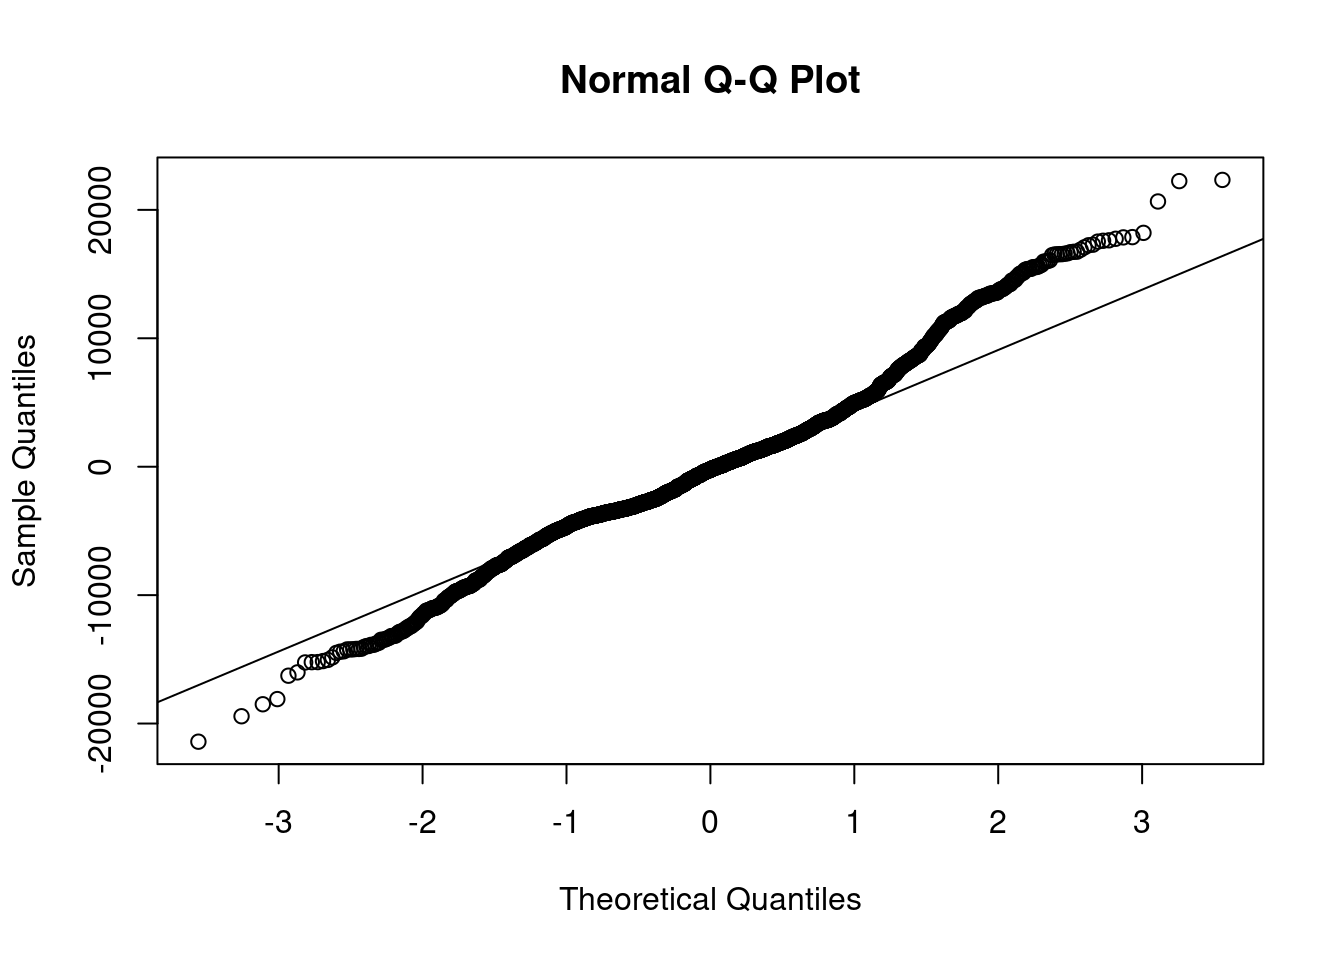 Normal Q-Q Plot
Sample Quantiles
20000
10000
0
-10000
-20000
-3 -2 -1 0 1 2 3
Theoretical Quantiles